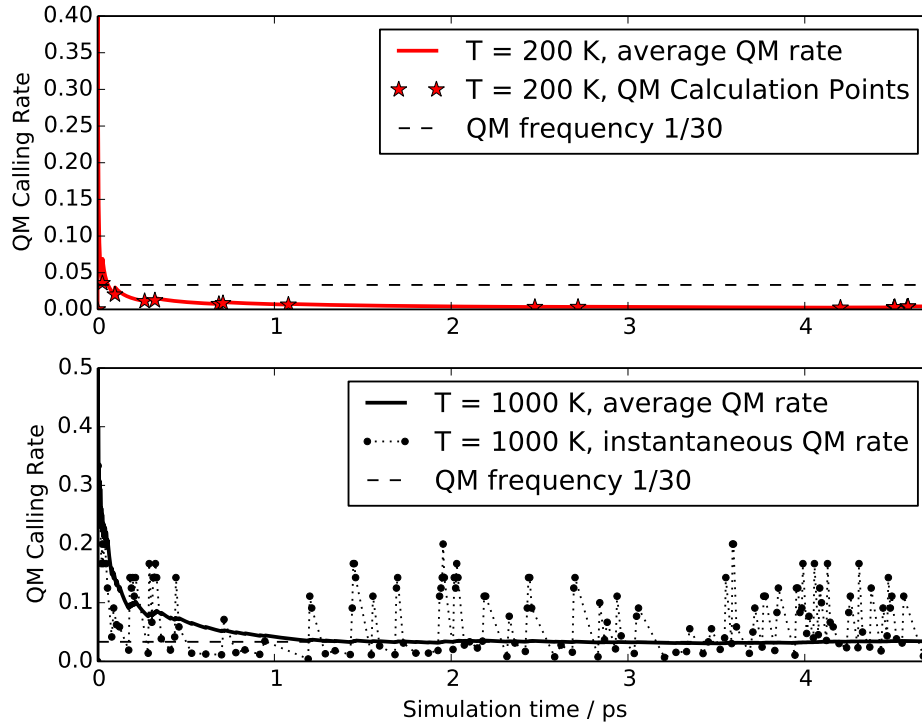 0.40
0.35
0.30
0.25
0.20
0.15
0.10
0.05
0.00
QM Calling Rate
T = 200 K, average QM rate
T = 200 K, QM Calculation Points
QM frequency 1/30
0 1 2 3 4
0.5
0.4
0.3
0.2
0.1
0.0
QM Calling Rate
T = 1000 K, average QM rate
T = 1000 K, instantaneous QM rate
QM frequency 1/30
0 1 2 3 4
Simulation time / ps